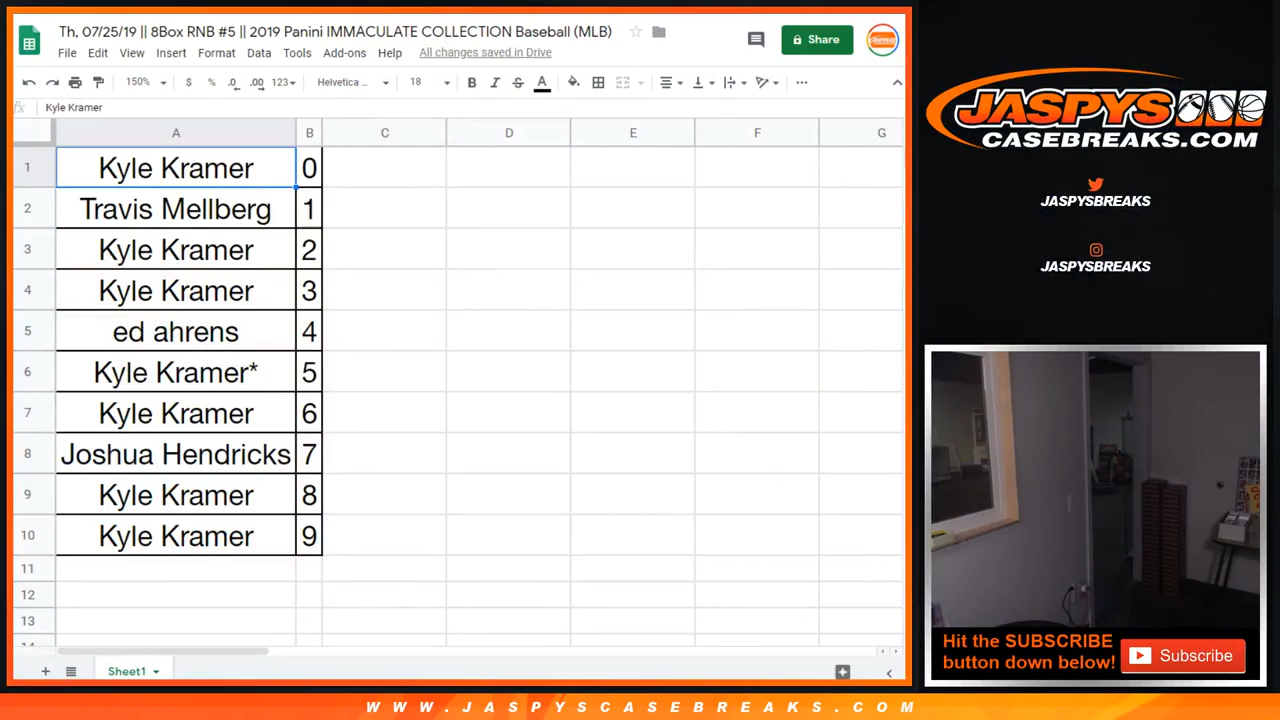 Th, 07/25/19 || 8Box RNB #5 || 2019 Panini IMMACULATE COLLECTION Baseball (MLB)
File Edit View Insert Format Data Tools Add-ons Help All changes saved in Drive
Share
150% $ % .0 .00 123 Helvetica ... 18 B I S A
fx Kyle Kramer
A B C D E F G
1 Kyle Kramer 0
2 Travis Mellberg 1
3 Kyle Kramer 2
4 Kyle Kramer 3
5 ed ahrens 4
6 Kyle Kramer* 5
7 Kyle Kramer 6
8 Joshua Hendricks 7
9 Kyle Kramer 8
10 Kyle Kramer 9
11
12
13
Sheet1
JASPYS
CASEBREAKS.COM
JASPYSBREAKS
JASPYSBREAKS
Hit the SUBSCRIBE
button down below!
Subscribe
WWW.JASPYSCASEBREAKS.COM